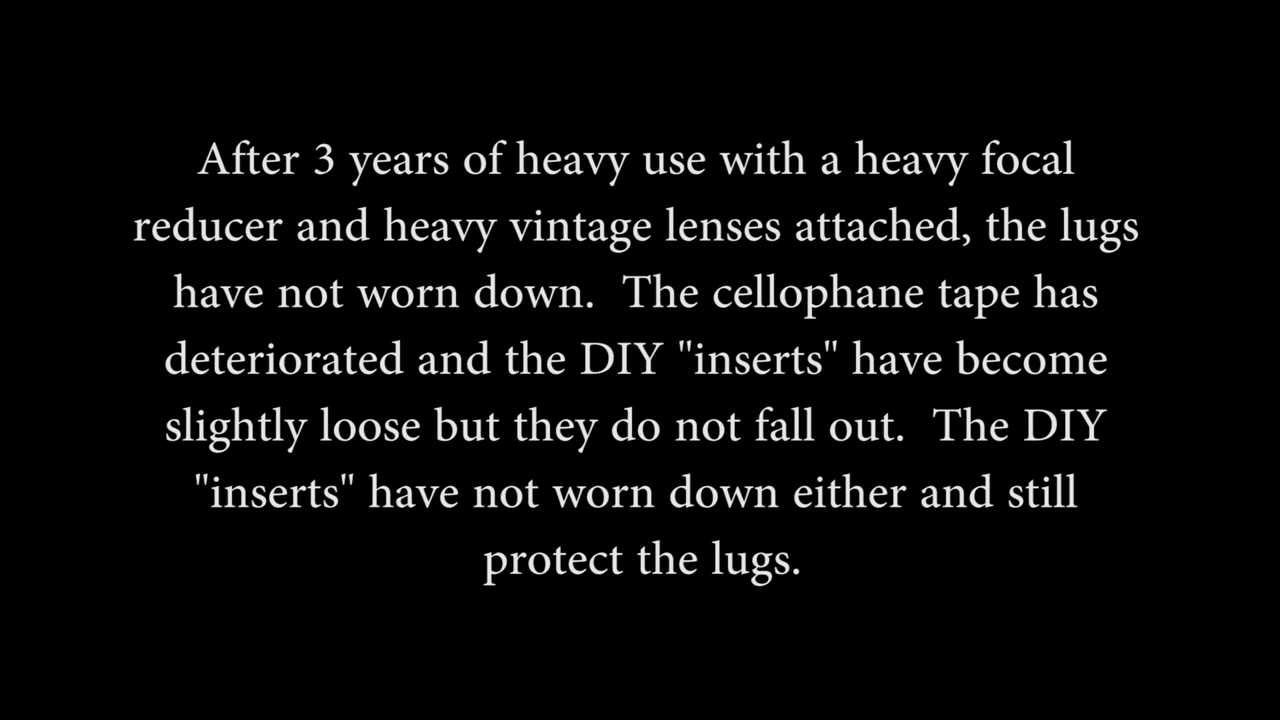 After 3 years of heavy use with a heavy focal
reducer and heavy vintage lenses attached, the lugs
have not worn down.  The cellophane tape has
deteriorated and the DIY "inserts" have become
slightly loose but they do not fall out.  The DIY
"inserts" have not worn down either and still
protect the lugs.